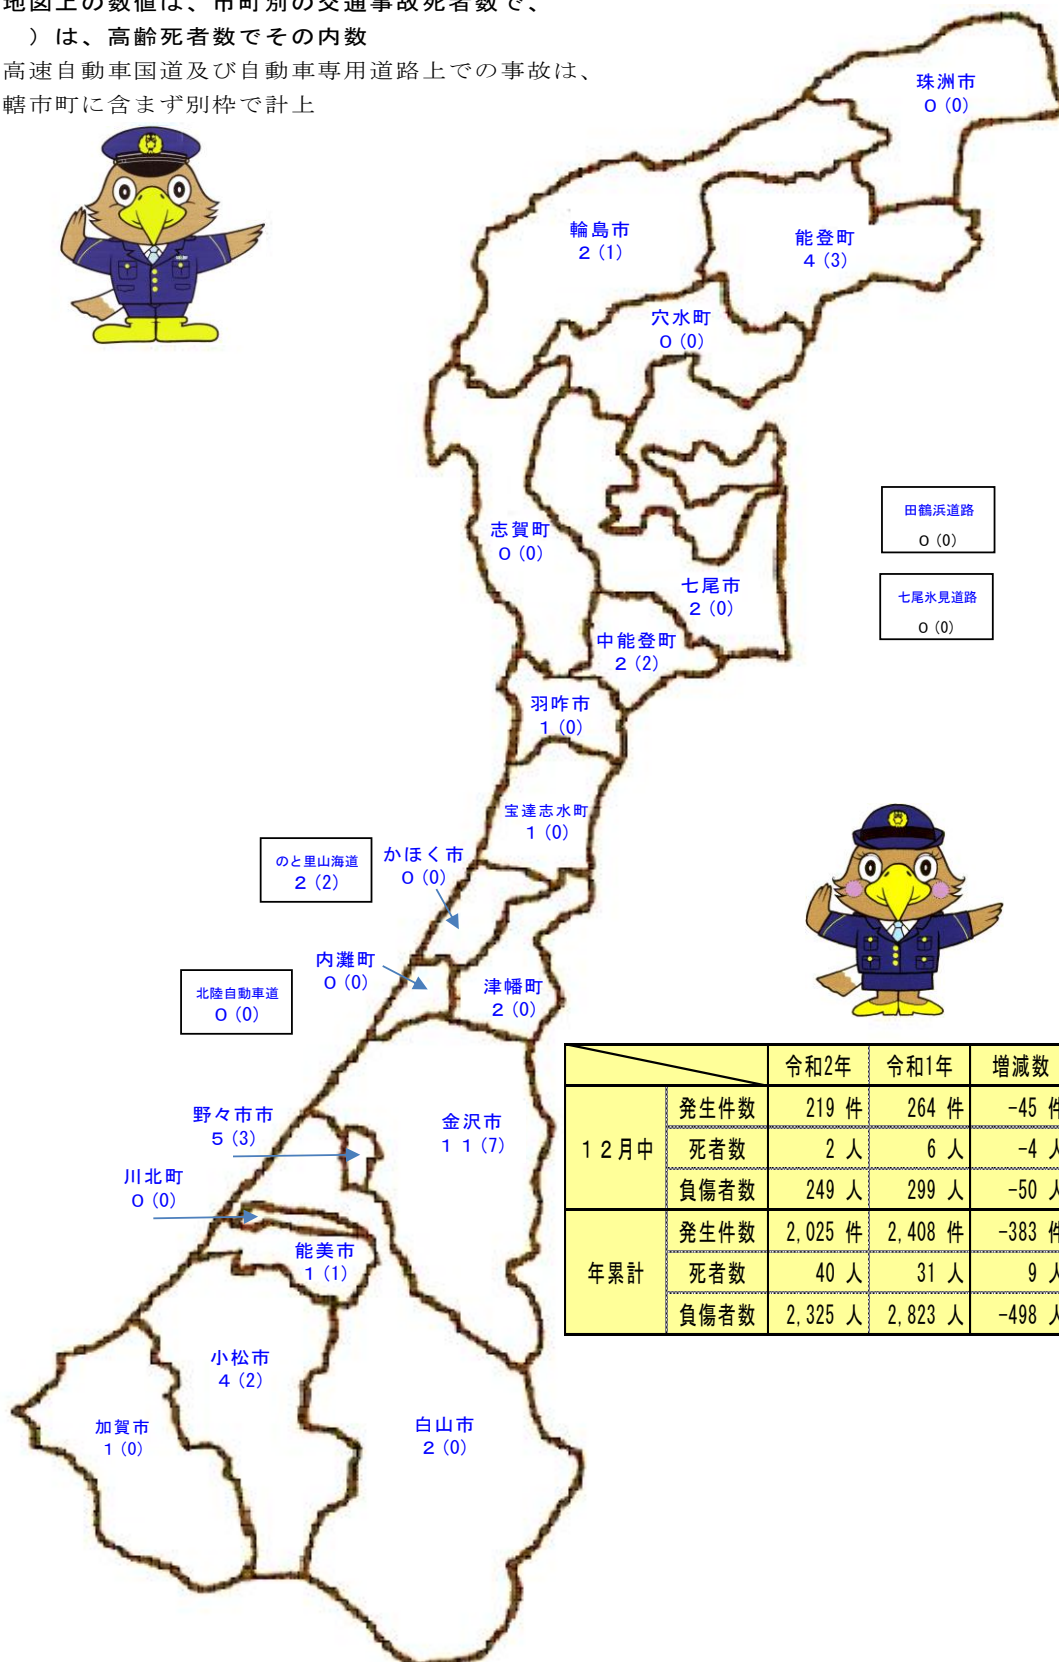 地図上の数値は、市町別の交通事故死者数で、
）は、高齢死者数でその内数
高速自動車国道及び自動車専用道路上での事故は、
轄市町に含まず別枠で計上
珠洲市
0 (0)
輪島市
2 (1)
能登町
4 (3)
穴水町
0 (0)
志賀町
0 (0)
田鶴浜道路
0 (0)
七尾市
2 (0)
七尾氷見道路
0 (0)
中能登町
2 (2)
羽咋市
1 (0)
宝達志水町
1 (0)
のと里山海道
2 (2)
かほく市
0 (0)
内灘町
0 (0)
津幡町
2 (0)
北陸自動車道
0 (0)
野々市市
5 (3)
金沢市
11 (7)
川北町
0 (0)
能美市
1 (1)
小松市
4 (2)
加賀市
1 (0)
白山市
2 (0)
令和2年 令和1年 増減数
12月中 発生件数 219 件 264 件 -45 件
死者数 2 人 6 人 -4 人
負傷者数 249 人 299 人 -50 人
年累計 発生件数 2,025 件 2,408 件 -383 件
死者数 40 人 31 人 9 人
負傷者数 2,325 人 2,823 人 -498 人